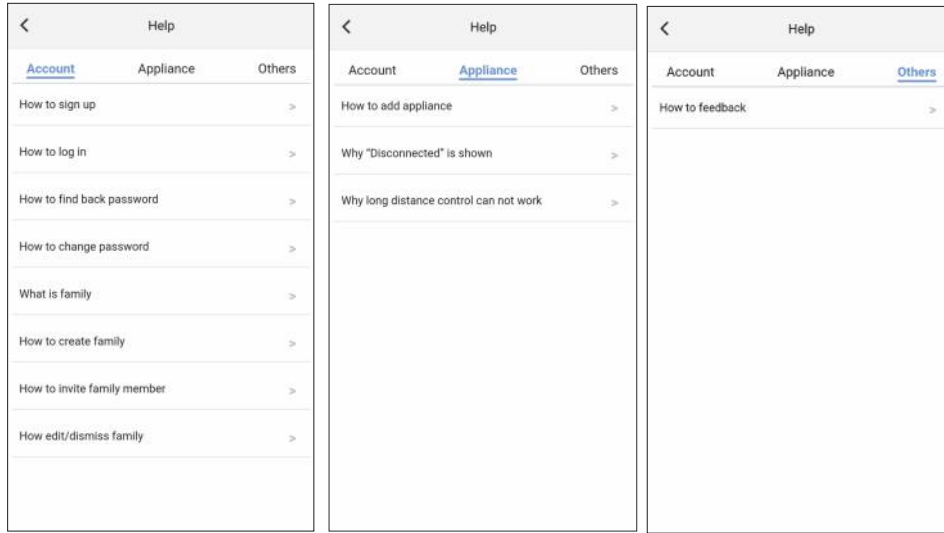 Help
Account Appliance Others
How to sign up >
How to log in >
How to find back password >
How to change password >
What is family >
How to create family >
How to invite family member >
How edit/dismiss family >
Help
Account Appliance Others
How to add appliance >
Why "Disconnected" is shown >
Why long distance control can not work >
Help
Account Appliance Others
How to feedback >